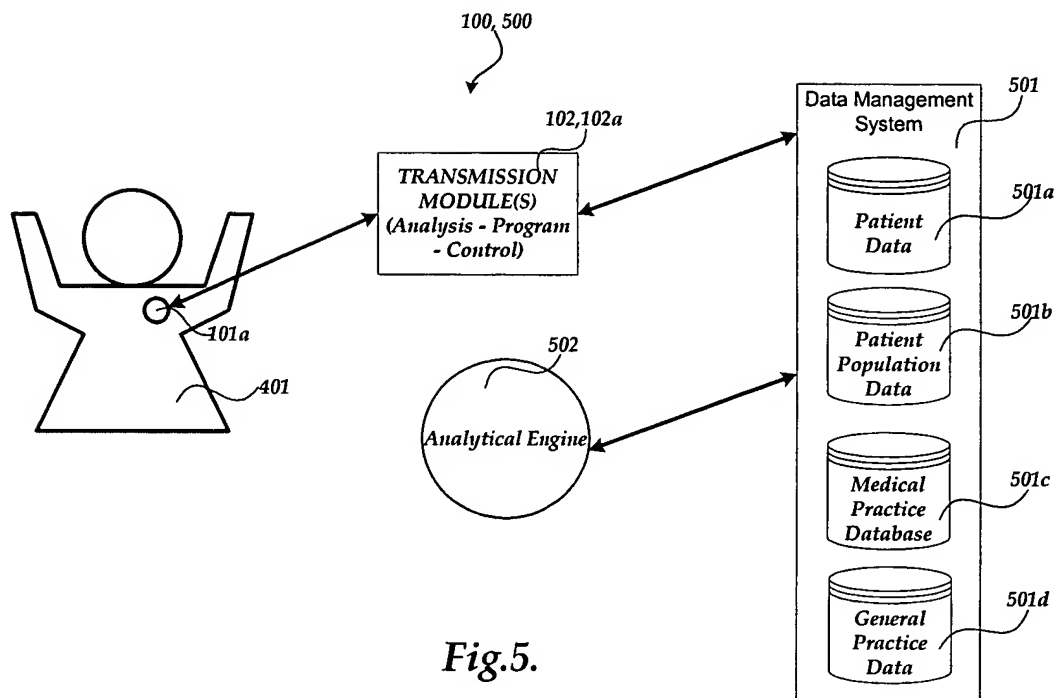 100, 500
102,102a
TRANSMISSION
MODULE(S)
(Analysis - Program
- Control)
101a
401
502
Analytical Engine
Data Management
System
501
Patient
Data
501a
Patient
Population
Data
501b
Medical
Practice
Database
501c
General
Practice
Data
501d
Fig.5.